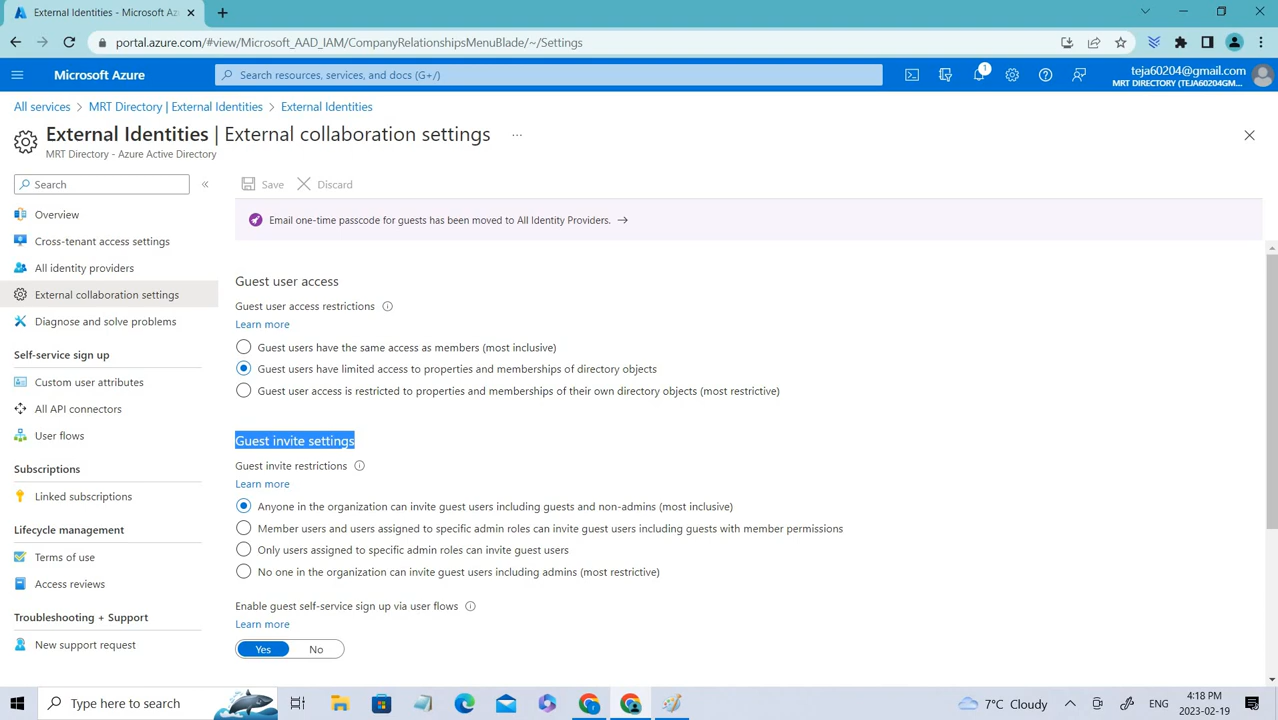 External Identities - Microsoft Az
portal.azure.com/#view/Microsoft_AAD_IAM/CompanyRelationshipsMenuBlade/~/Settings
Microsoft Azure
Search resources, services, and docs (G+/)
1
teja60204@gmail.com
MRT DIRECTORY (TEJA60204GM...
All services > MRT Directory | External Identities > External Identities
External Identities | External collaboration settings ...
MRT Directory - Azure Active Directory
Search
«
Save
Discard
Email one-time passcode for guests has been moved to All Identity Providers. →
Overview
Cross-tenant access settings
All identity providers
External collaboration settings
Diagnose and solve problems
Self-service sign up
Custom user attributes
All API connectors
User flows
Subscriptions
Linked subscriptions
Lifecycle management
Terms of use
Access reviews
Troubleshooting + Support
New support request
Guest user access
Guest user access restrictions
Learn more
Guest users have the same access as members (most inclusive)
Guest users have limited access to properties and memberships of directory objects
Guest user access is restricted to properties and memberships of their own directory objects (most restrictive)
Guest invite settings
Guest invite restrictions
Learn more
Anyone in the organization can invite guest users including guests and non-admins (most inclusive)
Member users and users assigned to specific admin roles can invite guest users including guests with member permissions
Only users assigned to specific admin roles can invite guest users
No one in the organization can invite guest users including admins (most restrictive)
Enable guest self-service sign up via user flows
Learn more
Yes
No
Type here to search
7°C Cloudy
ENG
4:18 PM
2023-02-19